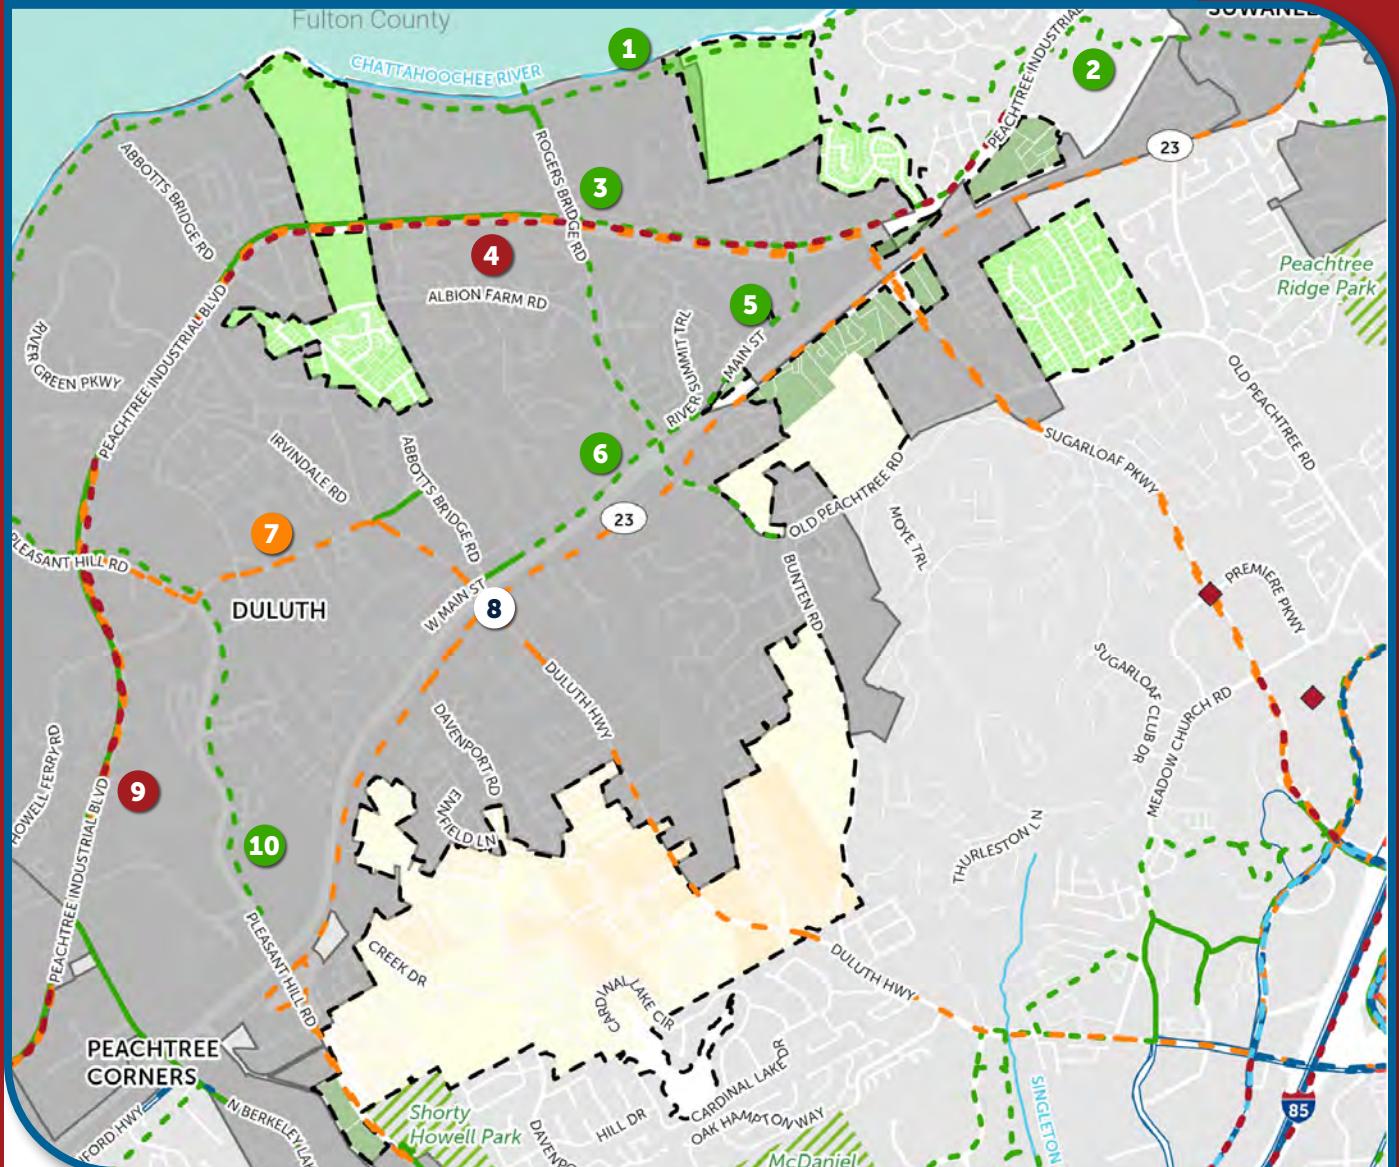 Fulton County
SUWANEE
CHATTAHOOCHEE RIVER
1
2
PEACHTREE INDUSTRIAL
23
ABBOTTS BRIDGE RD
ROGERS BRIDGE RD
3
4
ALBION FARM RD
Peachtree
Ridge Park
PEACHTREE INDUSTRIAL BLVD
RIVER GREEN PKWY
5
RIVER SUMMIT TRL
MAIN ST
OLD PEACHTREE RD
IRVINDALE RD
ABBOTTS BRIDGE RD
6
SUGARLOAF PKWY
OLD PEACHTREE RD
23
7
MOYE TRL
PLEASANT HILL RD
DULUTH
W MAIN ST
8
BUNTEN RD
PREMIERE PKWY
DULUTH HWY
SUGARLOAF CLUB DR
MEADOW CHURCH RD
DAVENPORT RD
HOWELL FERRY RD
9
PEACHTREE INDUSTRIAL BLVD
ENNFIELD LN
10
THURLESTON LN
PLEASANT HILL RD
CREEK DR
DULUTH HWY
CARDINAL LAKE CIR
PEACHTREE
CORNERS
CARDINAL LAKE DR
SINGLETON
85
FORD HWY
N BERKELEY LA
Shorty
Howell Park
HILL DR
OAK HAMPTON WAY
DAVENPO
McDaniel